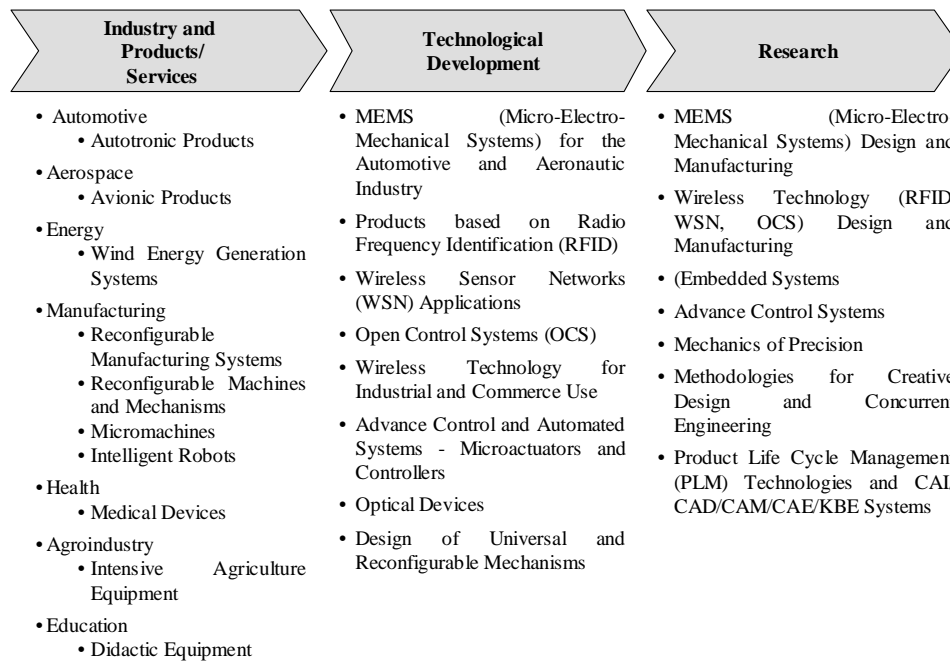 Industry and
Products/
Services
• Automotive
• Autotronic Products
• Aerospace
• Avionic Products
• Energy
• Wind Energy Generation
Systems
• Manufacturing
• Reconfigurable
Manufacturing Systems
• Reconfigurable Machines
and Mechanisms
• Micromachines
• Intelligent Robots
• Health
• Medical Devices
• Agroindustry
• Intensive Agriculture
Equipment
• Education
• Didactic Equipment
Technological
Development
• MEMS (Micro-Electro-
Mechanical Systems) for the
Automotive and Aeronautic
Industry
• Products based on Radio
Frequency Identification (RFID)
• Wireless Sensor Networks
(WSN) Applications
• Open Control Systems (OCS)
• Wireless Technology for
Industrial and Commerce Use
• Advance Control and Automated
Systems - Microactuators and
Controllers
• Optical Devices
• Design of Universal and
Reconfigurable Mechanisms
Research
• MEMS (Micro-Electro-
Mechanical Systems) Design and
Manufacturing
• Wireless Technology (RFID
WSN, OCS) Design and
Manufacturing
• (Embedded Systems
• Advance Control Systems
• Mechanics of Precision
• Methodologies for Creative
Design and Concurrent
Engineering
• Product Life Cycle Management
(PLM) Technologies and
CAD/CAM/CAE/KBE Systems